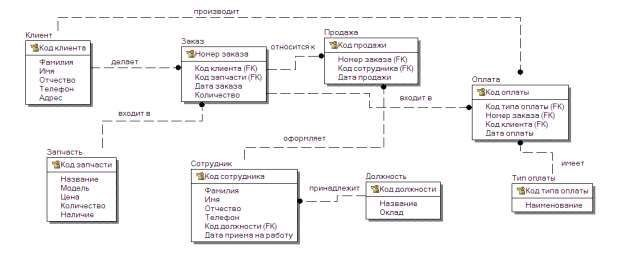 производит
Клиент
Код клиента
Фамилия
Имя
Отчество
Телефон
Адрес
делает
Заказ
Номер заказа
Код клиента (FK)
Код запчасти (FK)
Дата заказа
Количество
относится к
Продажа
Код продажи
Номер заказа (FK)
Код сотрудника (FK)
Дата продажи
входит в
Оплата
Код оплаты
Код типа оплаты (FK)
Номер заказа (FK)
Код клиента (FK)
Дата оплаты
входит в
оформляет
имеет
Запчасть
Код запчасти
Название
Модель
Цена
Количество
Наличие
Сотрудник
Код сотрудника
Фамилия
Имя
Отчество
Телефон
Код должности (FK)
Дата приема на работу
принадлежит
Должность
Код должности
Название
Оклад
Тип оплаты
Код типа оплаты
Наименование